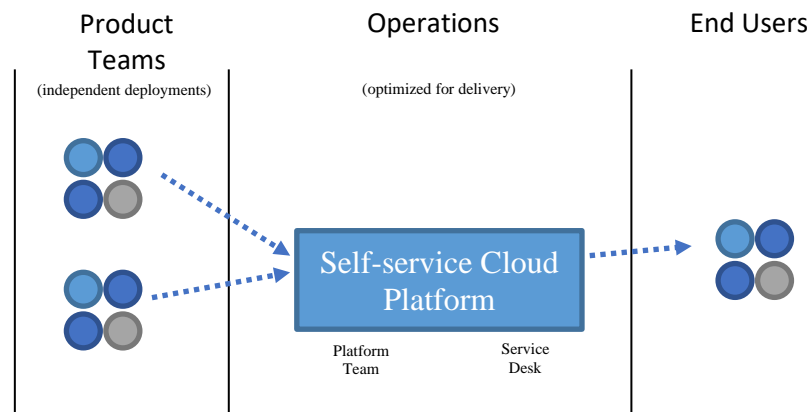 Product
Teams
(independent deployments)
Operations
(optimized for delivery)
End Users
Self-service Cloud
Platform
Platform
Team
Service
Desk